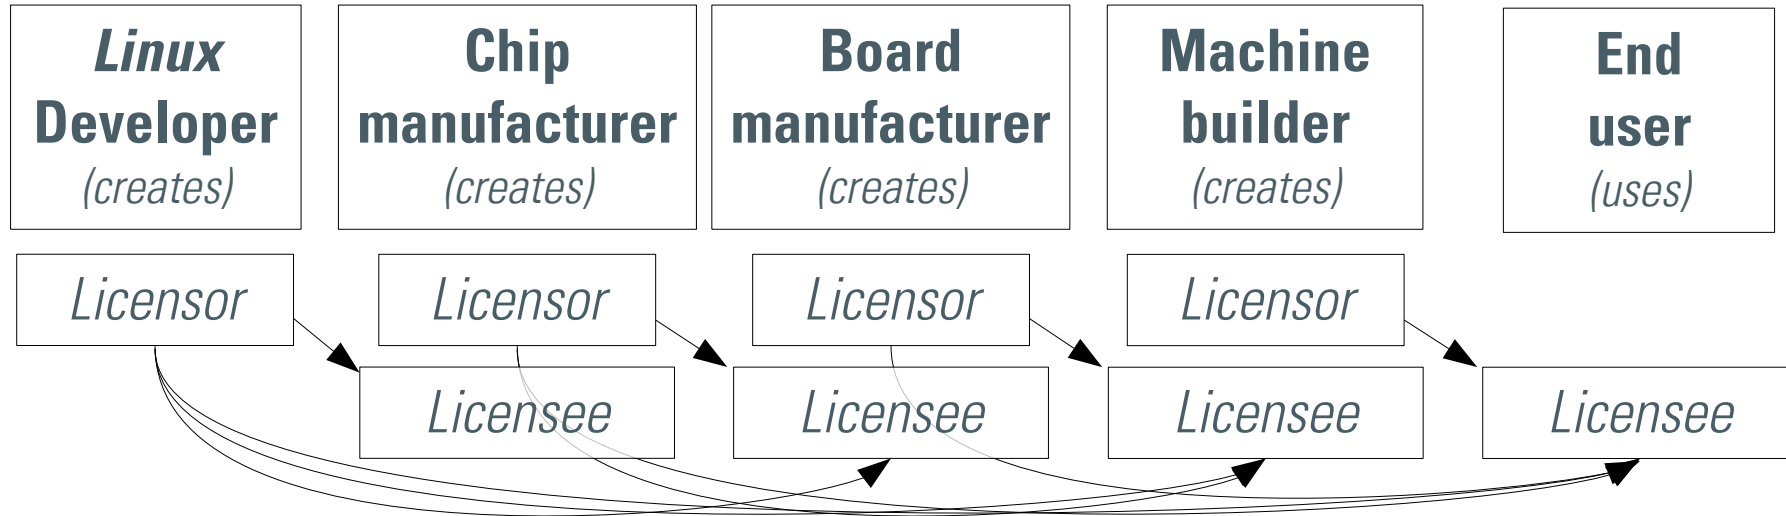 Linux
Developer
(creates)
Chip
manufacturer
(creates)
Board
manufacturer
(creates)
Machine
builder
(creates)
End
user
(uses)
Licensor
Licensor
Licensor
Licensor
Licensee
Licensee
Licensee
Licensee